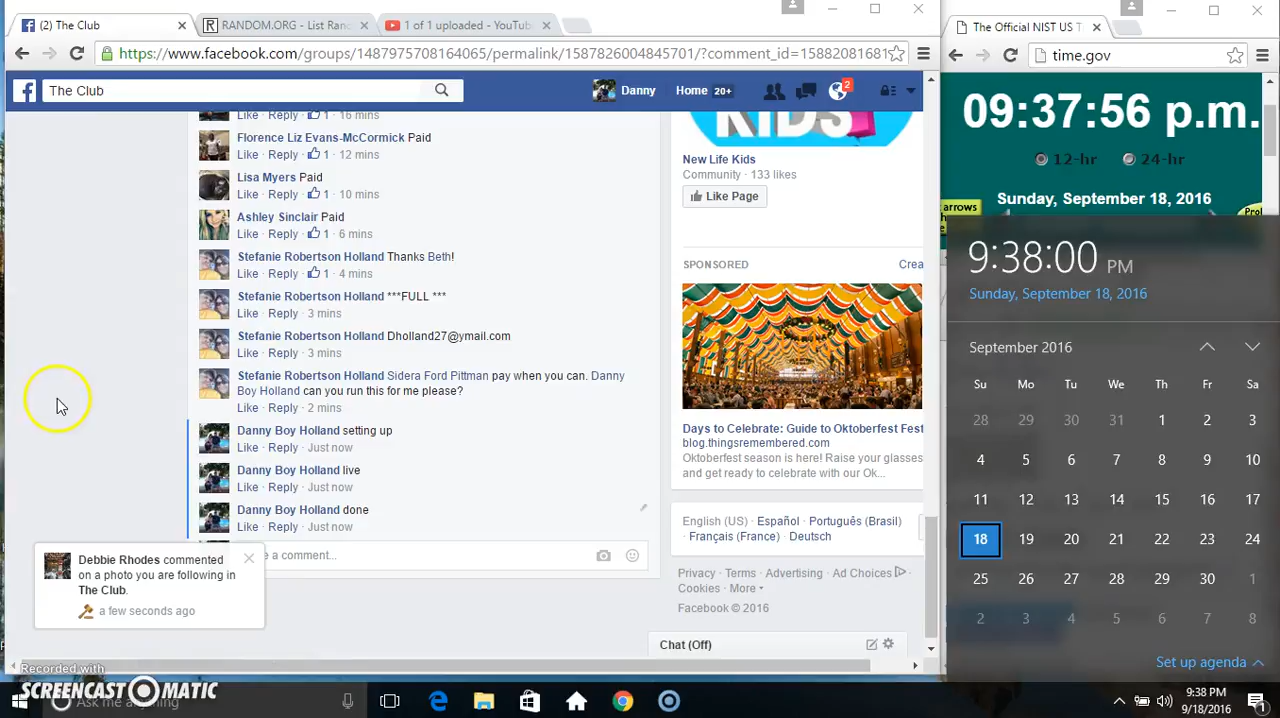 (2) The Club
RANDOM.ORG - List Ran
1 of 1 uploaded - YouTub
The Official NIST US T
https://www.facebook.com/groups/1487975708164065/permalink/1587826004845701/?comment_id=15882081681
time.gov
The Club
Danny
Home 20+
2
Like · Reply · 1 · 16 mins
Florence Liz Evans-McCormick Paid
Like · Reply · 1 · 12 mins
Lisa Myers Paid
Like · Reply · 1 · 10 mins
Ashley Sinclair Paid
Like · Reply · 1 · 6 mins
Stefanie Robertson Holland Thanks Beth!
Like · Reply · 1 · 4 mins
Stefanie Robertson Holland ***FULL ***
Like · Reply · 3 mins
Stefanie Robertson Holland Dholland27@ymail.com
Like · Reply · 3 mins
Stefanie Robertson Holland Sidera Ford Pittman pay when you can. Danny
Boy Holland can you run this for me please?
Like · Reply · 2 mins
Danny Boy Holland setting up
Like · Reply · Just now
Danny Boy Holland live
Like · Reply · Just now
Danny Boy Holland done
Like · Reply · Just now
e a comment...
Debbie Rhodes commented
on a photo you are following in
The Club.
a few seconds ago
KIDS
New Life Kids
Community · 133 likes
Like Page
SPONSORED
Crea
Days to Celebrate: Guide to Oktoberfest Fest
blog.thingsremembered.com
Oktoberfest season is here! Raise your glasses
and get ready to celebrate with our Ok...
English (US) · Español · Português (Brasil)
· Français (France) · Deutsch
Privacy · Terms · Advertising · Ad Choices ·
Cookies · More
Facebook © 2016
Chat (Off)
09:37:56 p.m.
12-hr 24-hr
Sunday, September 18, 2016
arrows
the
e
Prol
9:38:00 PM
Sunday, September 18, 2016
September 2016
Su Mo Tu We Th Fr Sa
28 29 30 31 1 2 3
4 5 6 7 8 9 10
11 12 13 14 15 16 17
18 19 20 21 22 23 24
25 26 27 28 29 30 1
2 3 4 5 6 7 8
Set up agenda
Recorded with
SCREENCAST-O-MATIC
Ask me anything
9:38 PM
9/18/2016
1